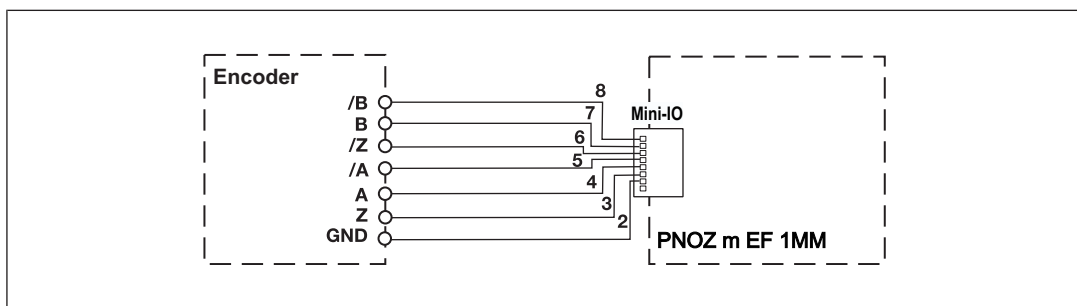 Encoder
/B
8
B
7
Mini-IO
/Z
6
/A
5
A
4
Z
3
GND
2
PNOZ m EF 1MM